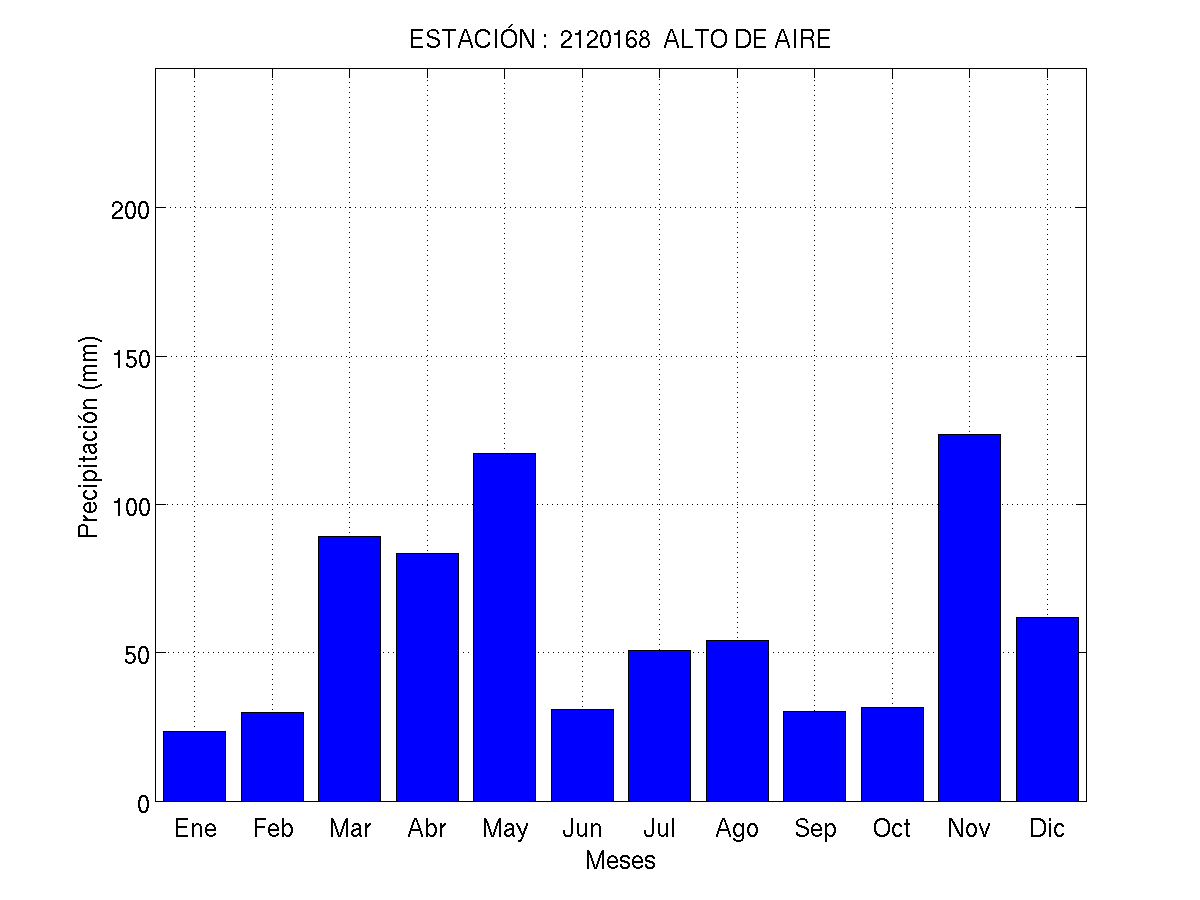 ESTACIÓN : 2120168 ALTO DE AIRE
Precipitación (mm)
200
150
100
50
0
Ene Feb Mar Abr May Jun Jul Ago Sep Oct Nov Dic
Meses